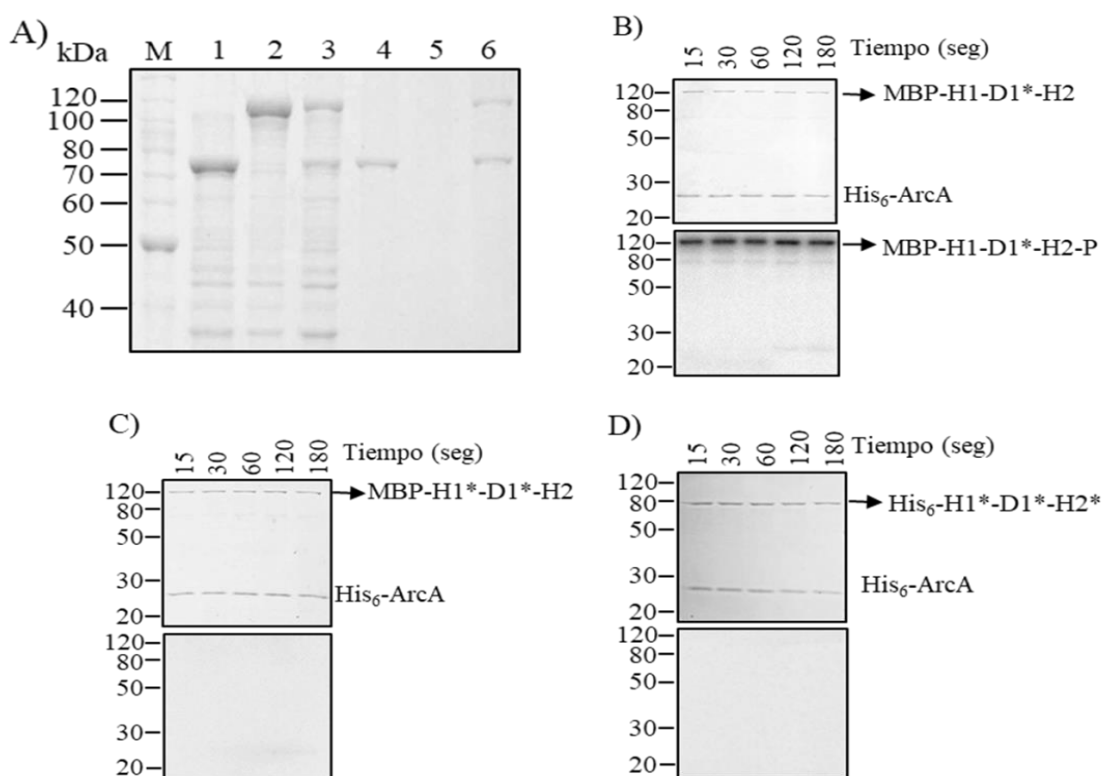 A)
kDa M 1 2 3 4 5 6
120
100
80
70
60
50
40
B)
15 30 60 120 180 Tiempo (seg)
120 MBP-H1-D1*-H2
80
50
30
His6-ArcA
20
120 MBP-H1-D1*-H2-P
80
50
30
20
C)
15 30 60 120 180 Tiempo (seg)
120 MBP-H1*-D1*-H2
80
50
30
His6-ArcA
20
120
80
50
30
20
D)
15 30 60 120 180 Tiempo (seg)
120
80 His6-H1*-D1*-H2*
50
30
His6-ArcA
20
120
80
50
30
20